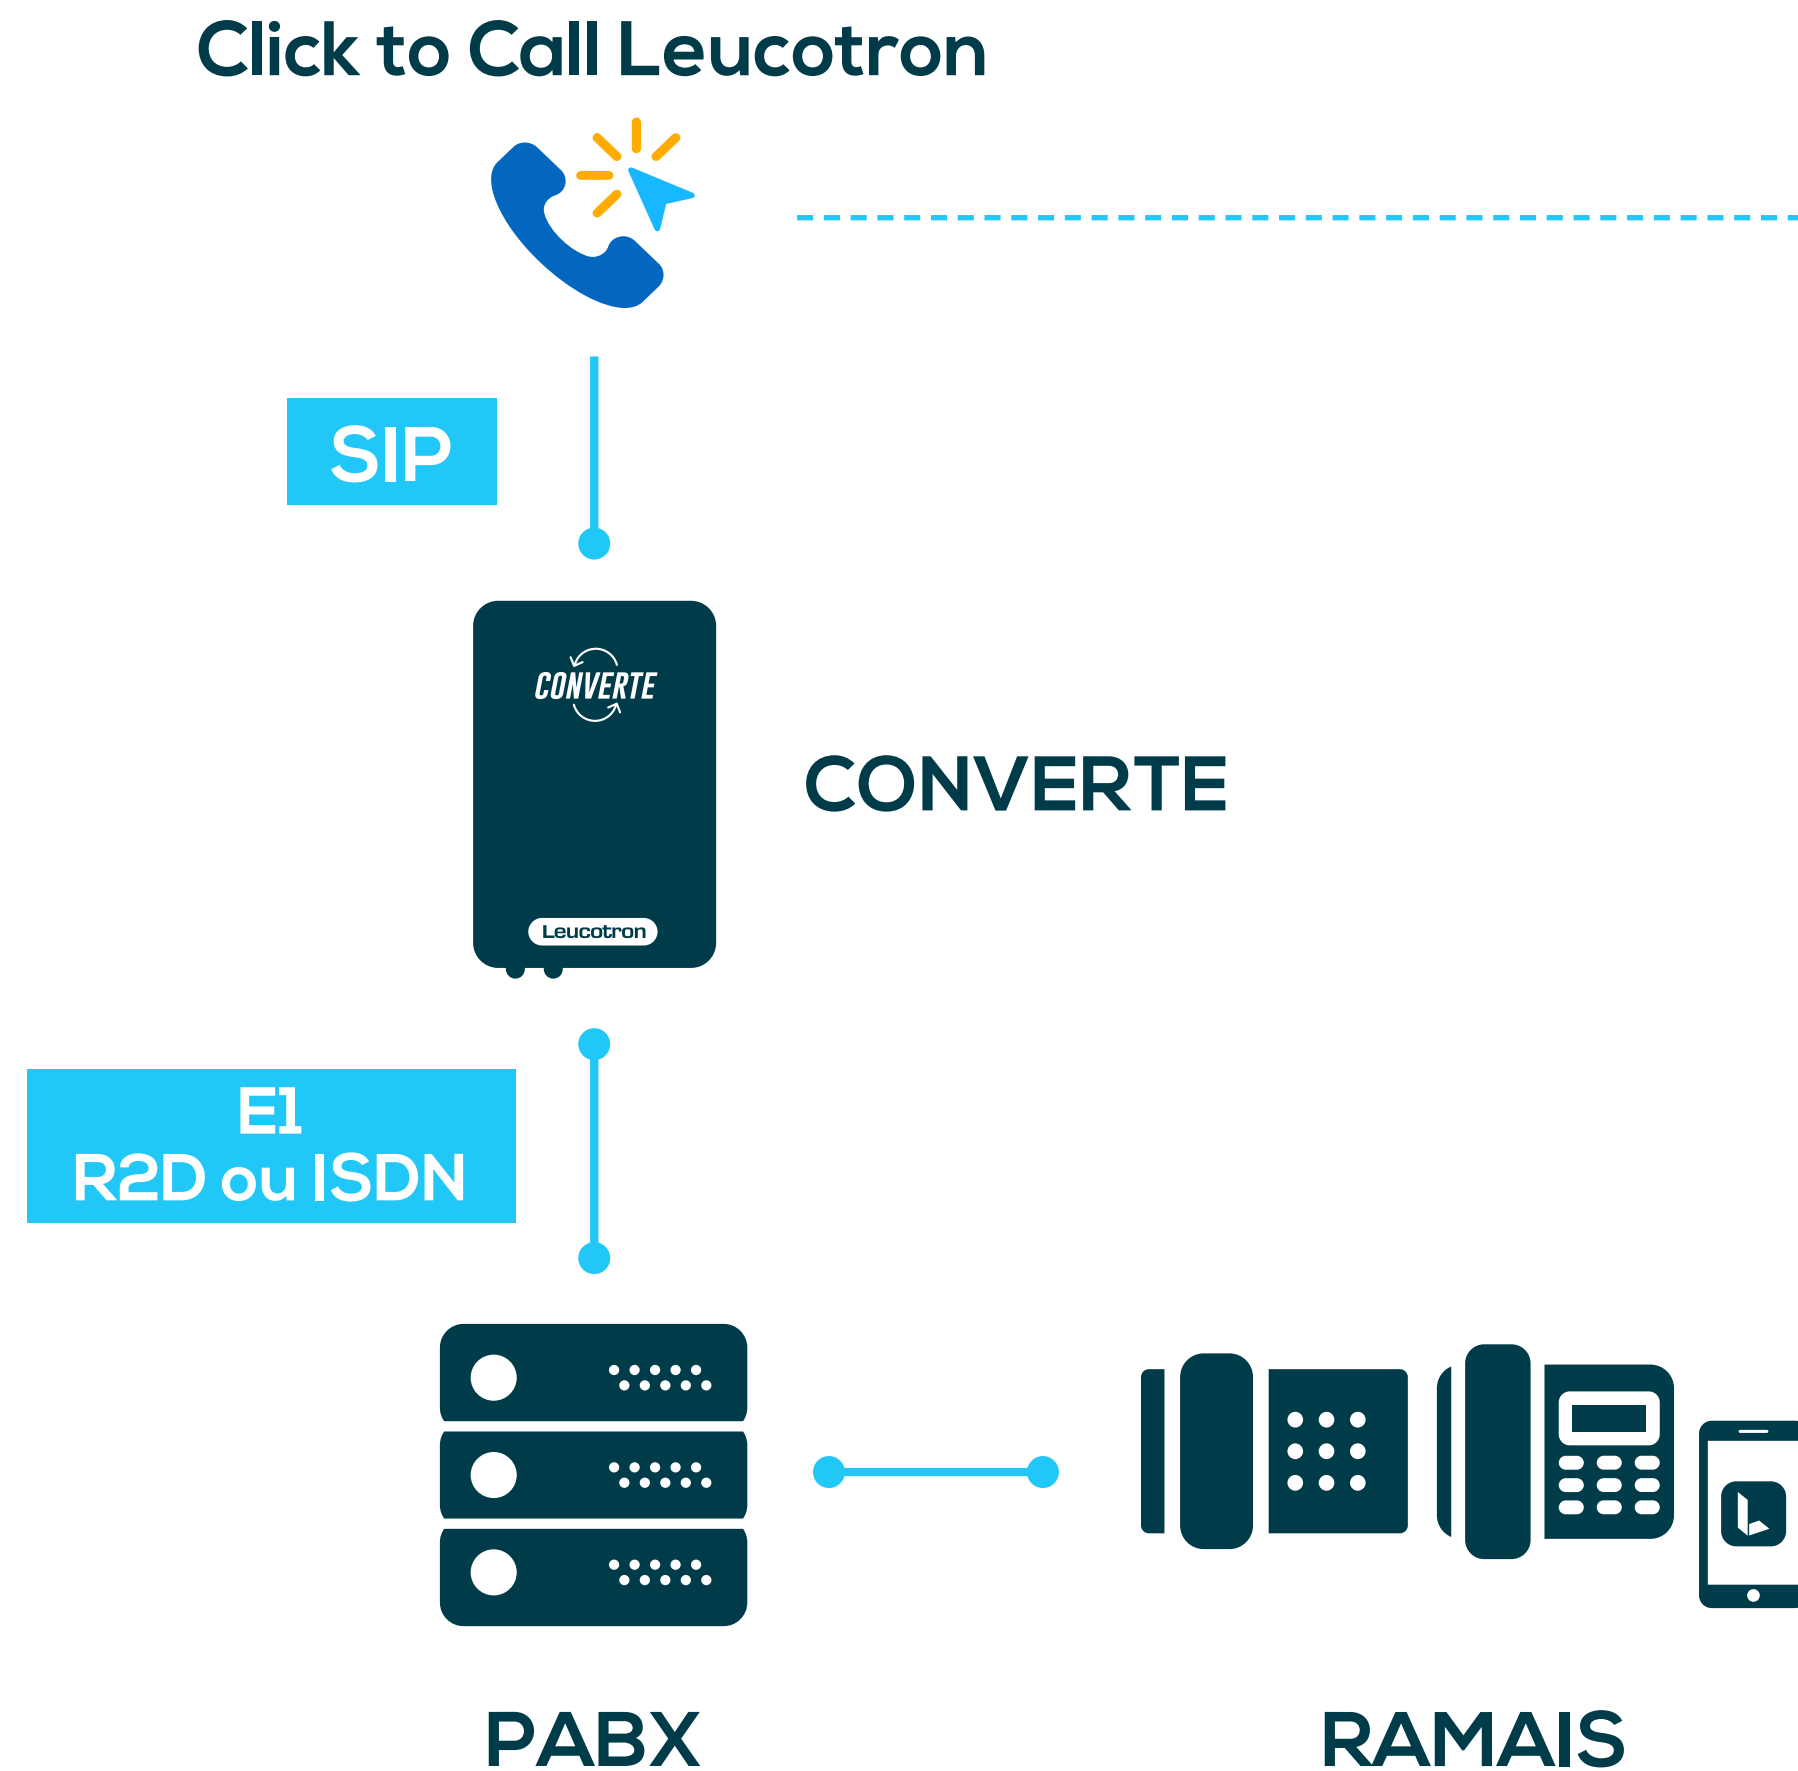 Click to Call Leucotron
SIP
CONVERTE
CONVERTE
Leucotron
E1
R2D ou ISDN
PABX
RAMAIS